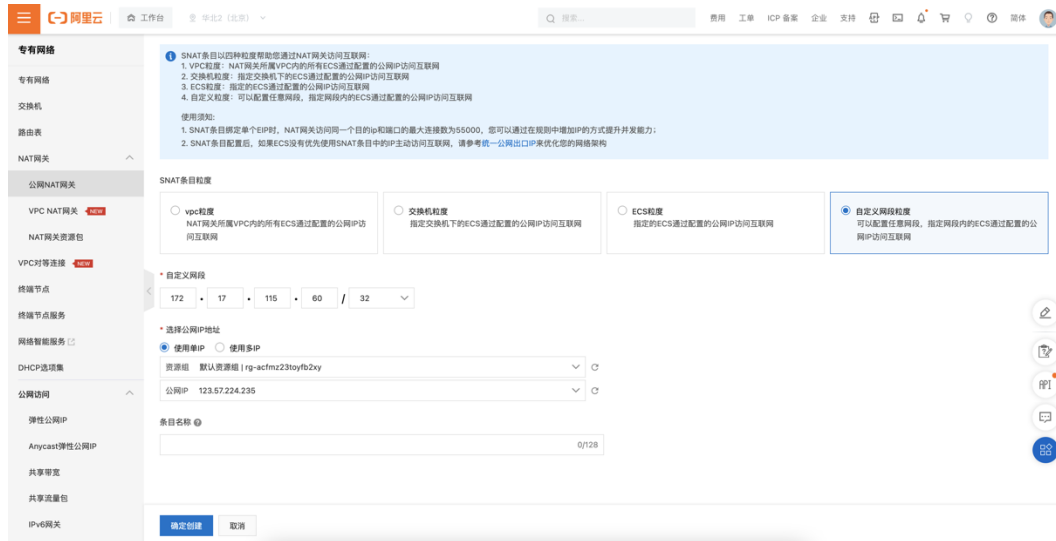 阿里云
工作台
华北2（北京）
搜索...
费用 工单 ICP 备案 企业 支持 简体
专有网络
专有网络
交换机
路由表
NAT网关
公网NAT网关
VPC NAT网关 NEW
NAT网关资源包
VPC对等连接 NEW
终端节点
终端节点服务
网络智能服务
DHCP选项集
公网访问
弹性公网IP
Anycast弹性公网IP
共享带宽
共享流量包
IPv6网关
SNAT条目以四种粒度帮助您通过NAT网关访问互联网：
1. VPC粒度：NAT网关所属VPC内的所有ECS通过配置的公网IP访问互联网
2. 交换机粒度：指定交换机下的ECS通过配置的公网IP访问互联网
3. ECS粒度：指定的ECS通过配置的公网IP访问互联网
4. 自定义粒度：可以配置任意网段，指定网段内的ECS通过配置的公网IP访问互联网
使用须知:
1. SNAT条目绑定单个EIP时，NAT网关访问同一个目的ip和端口的最大连接数为55000，您可以通过在规则中增加IP的方式提升并发能力；
2. SNAT条目配置后，如果ECS没有优先使用SNAT条目中的IP主动访问互联网，请参考统一公网出口IP来优化您的网络架构
SNAT条目粒度
vpc粒度
NAT网关所属VPC内的所有ECS通过配置的公网IP访
问互联网
交换机粒度
指定交换机下的ECS通过配置的公网IP访问互联网
ECS粒度
指定的ECS通过配置的公网IP访问互联网
自定义网段粒度
可以配置任意网段，指定网段内的ECS通过配置的公
网IP访问互联网
* 自定义网段
172 . 17 . 115 . 60 / 32
* 选择公网IP地址
使用单IP 使用多IP
资源组 默认资源组 | rg-acfmz23toyfb2xy
公网IP 123.57.224.235
条目名称
0/128
确定创建 取消
API